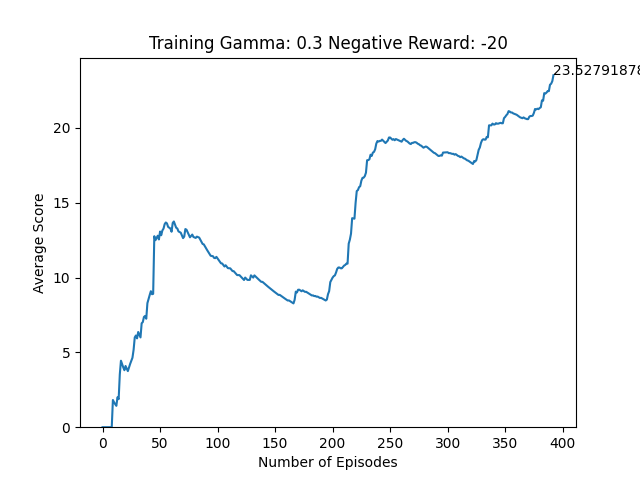 Training Gamma: 0.3 Negative Reward: -20
23.52791878
20
15
10
5
0
Average Score
0 50 100 150 200 250 300 350 400
Number of Episodes